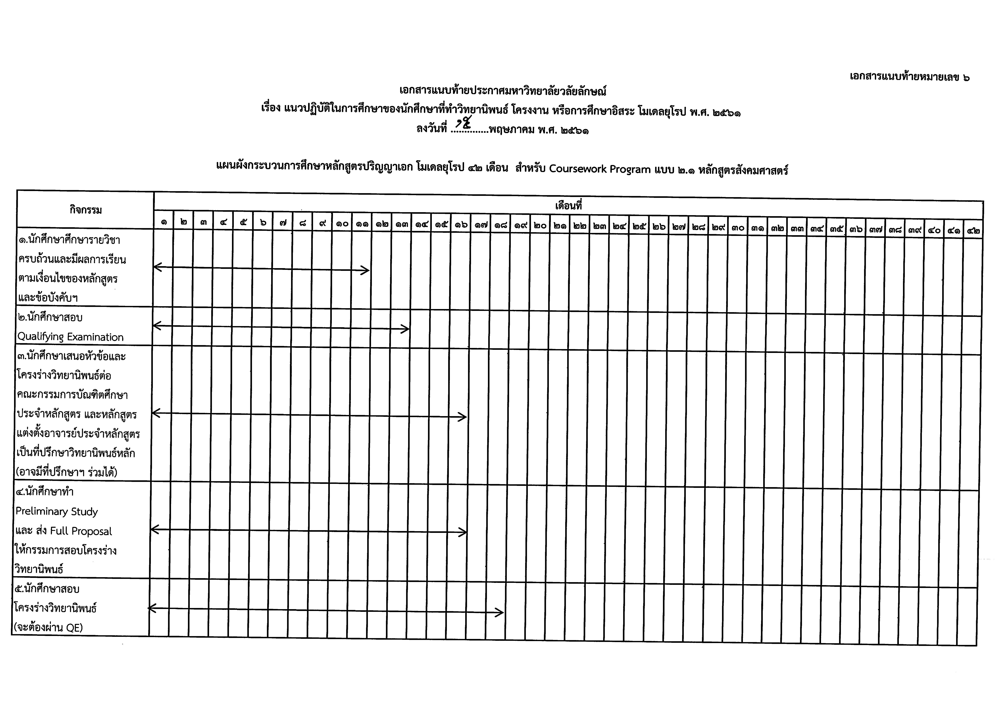 เอกสารแนบท้ายหมายเลข ๖
เอกสารแนบท้ายประกาศมหาวิทยาลัยวลัยลักษณ์
เรื่อง แนวปฏิบัติในการศึกษาของนักศึกษาที่ทำวิทยานิพนธ์ โครงงาน หรือการศึกษาอิสระ โมเดลยุโรป พ.ศ. ๒๕๖๑
ลงวันที่ ..............พฤษภาคม พ.ศ. ๒๕๖๑
แผนผังกระบวนการศึกษาหลักสูตรปริญญาเอก โมเดลยุโรป ๔๒ เดือน สำหรับ Coursework Program แบบ ๒.๑ หลักสูตรสังคมศาสตร์
กิจกรรม
เดือนที่
๑ ๒ ๓ ๔ ๕ ๖ ๗ ๘ ๙ ๑๐ ๑๑ ๑๒ ๑๓ ๑๔ ๑๕ ๑๖ ๑๗ ๑๘ ๑๙ ๒๐ ๒๑ ๒๒ ๒๓ ๒๔ ๒๕ ๒๖ ๒๗ ๒๘ ๒๙ ๓๐ ๓๑ ๓๒ ๓๓ ๓๔ ๓๕ ๓๖ ๓๗ ๓๘ ๓๙ ๔๐ ๔๑ ๔๒
๑.นักศึกษาศึกษารายวิชา
ครบถ้วนและมีผลการเรียน
ตามเงื่อนไขของหลักสูตร
และข้อบังคับฯ
๒.นักศึกษาสอบ
Qualifying Examination
๓.นักศึกษาเสนอหัวข้อและ
โครงร่างวิทยานิพนธ์ต่อ
คณะกรรมการบัณฑิตศึกษา
ประจำหลักสูตร และหลักสูตร
แต่งตั้งอาจารย์ประจำหลักสูตร
เป็นที่ปรึกษาวิทยานิพนธ์หลัก
(อาจมีที่ปรึกษาฯ ร่วมได้)
๔.นักศึกษาทำ
Preliminary Study
และ ส่ง Full Proposal
ให้กรรมการสอบโครงร่าง
วิทยานิพนธ์
๕.นักศึกษาสอบ
โครงร่างวิทยานิพนธ์
(จะต้องผ่าน QE)